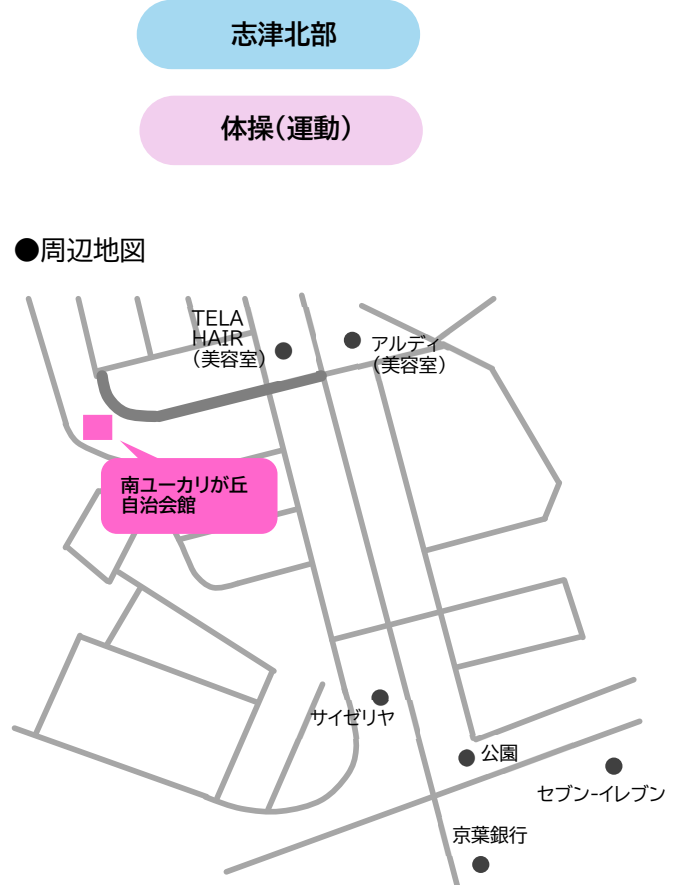 志津北部
体操（運動）
●周辺地図
TELA
HAIR
（美容室）
アルディ
（美容室）
南ユーカリが丘
自治会館
サイゼリヤ
公園
セブン-イレブン
京葉銀行